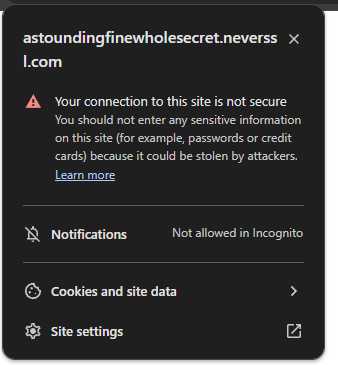 astoundingfinewholesecret.neverss
l.com
Your connection to this site is not secure
You should not enter any sensitive information
on this site (for example, passwords or credit
cards) because it could be stolen by attackers.
Learn more
Notifications
Not allowed in Incognito
Cookies and site data
Site settings